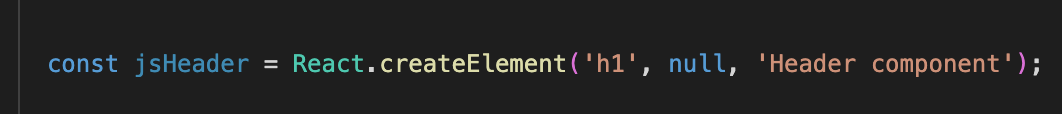 const jsHeader = React.createElement('h1', null, 'Header component');